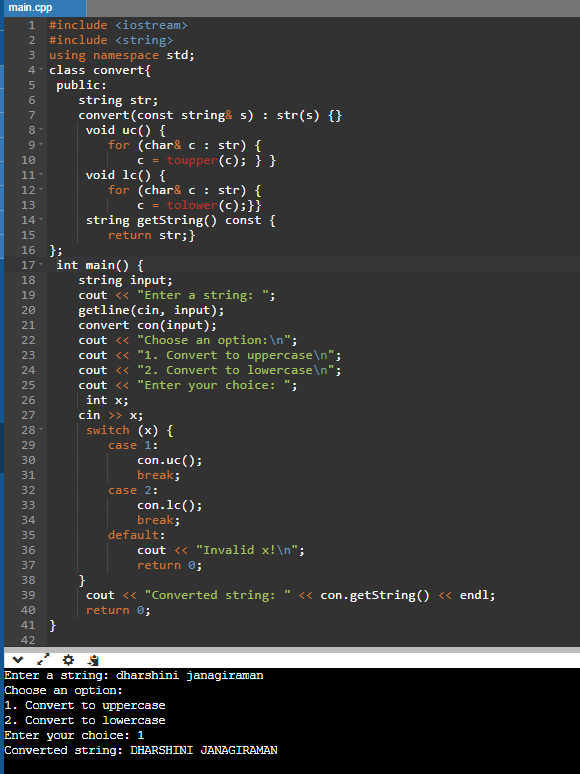 main.cpp
1 #include <iostream>
2 #include <string>
3 using namespace std;
4 class convert{
5  public:
6     string str;
7     convert(const string& s) : str(s) {}
8      void uc() {
9         for (char& c : str) {
10             c = toupper(c); } }
11      void lc() {
12         for (char& c : str) {
13             c = tolower(c);}}
14      string getString() const {
15         return str;}
16 };
17  int main() {
18     string input;
19     cout << "Enter a string: ";
20     getline(cin, input);
21     convert con(input);
22     cout << "Choose an option:\n";
23     cout << "1. Convert to uppercase\n";
24     cout << "2. Convert to lowercase\n";
25     cout << "Enter your choice: ";
26      int x;
27     cin >> x;
28      switch (x) {
29         case 1:
30             con.uc();
31             break;
32         case 2:
33             con.lc();
34             break;
35         default:
36             cout << "Invalid x!\n";
37             return 0;
38     }
39      cout << "Converted string: " << con.getString() << endl;
40      return 0;
41 }
42
Enter a string: dharshini janagiraman
Choose an option:
1. Convert to uppercase
2. Convert to lowercase
Enter your choice: 1
Converted string: DHARSHINI JANAGIRAMAN